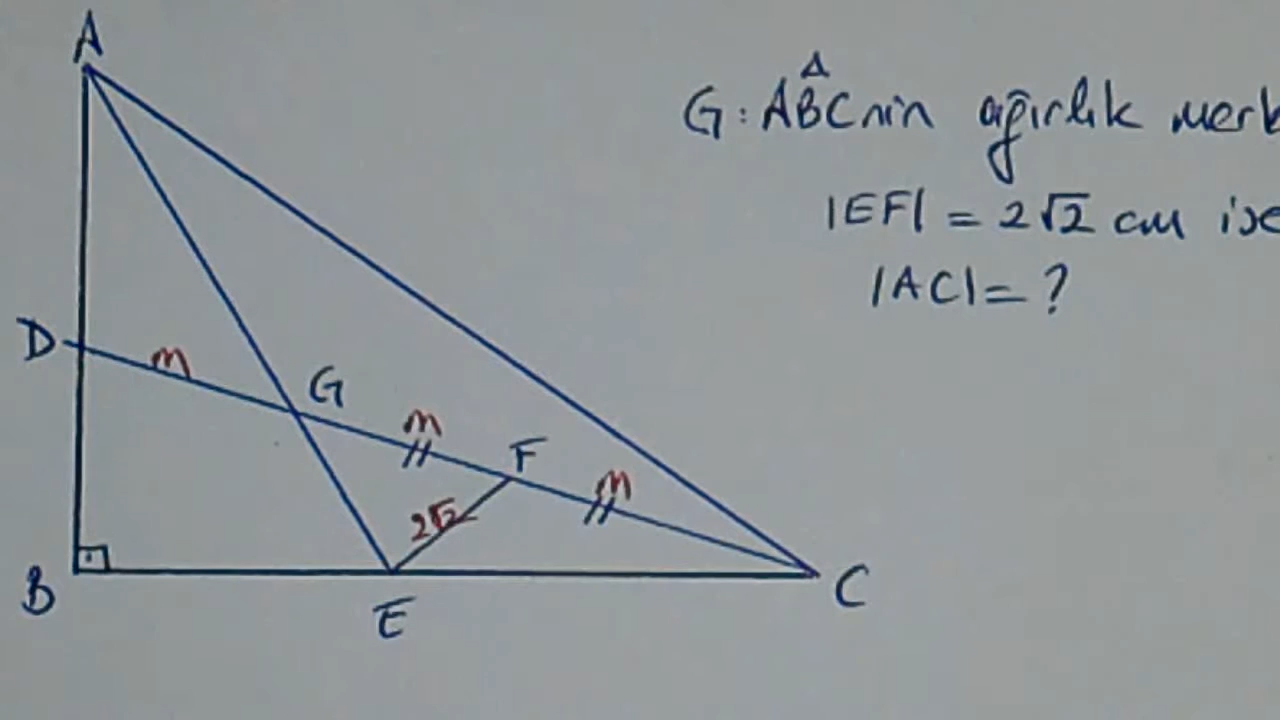 A
G: ABC nin ağırlık merk
|EF| = 2√2 cm ise
|AC| = ?
D
m
G
m
F
m
2√2
B
E
C